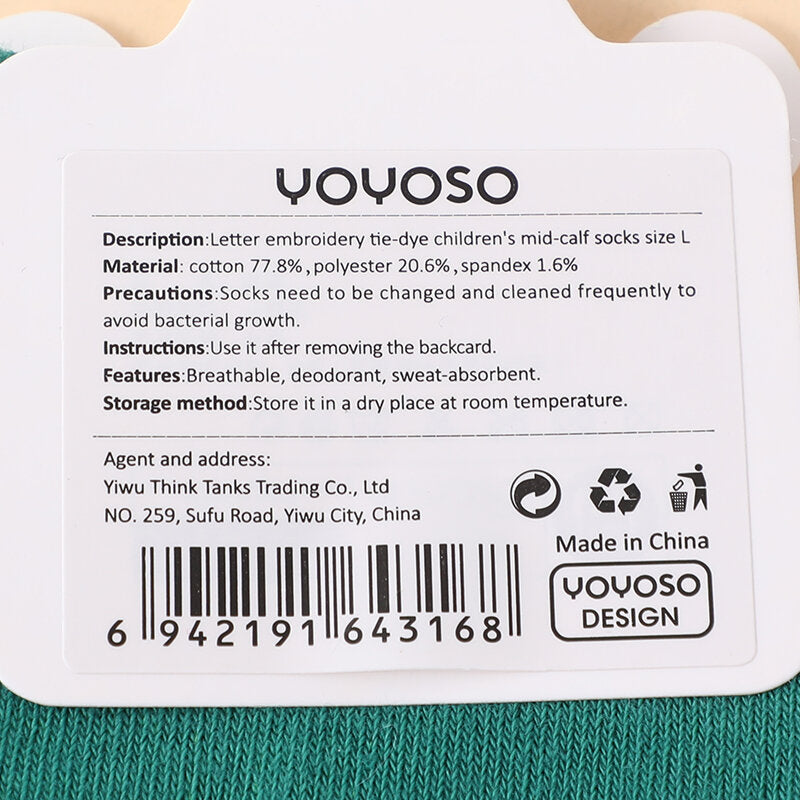 YOYOSO
Description:Letter embroidery tie-dye children's mid-calf socks size L
Material: cotton 77.8%,polyester 20.6%,spandex 1.6%
Precautions:Socks need to be changed and cleaned frequently to
avoid bacterial growth.
Instructions:Use it after removing the backcard.
Features:Breathable, deodorant, sweat-absorbent.
Storage method:Store it in a dry place at room temperature.
Agent and address:
Yiwu Think Tanks Trading Co., Ltd
NO. 259, Sufu Road, Yiwu City, China
Made in China
YOYOSO
DESIGN
6 942191 643168